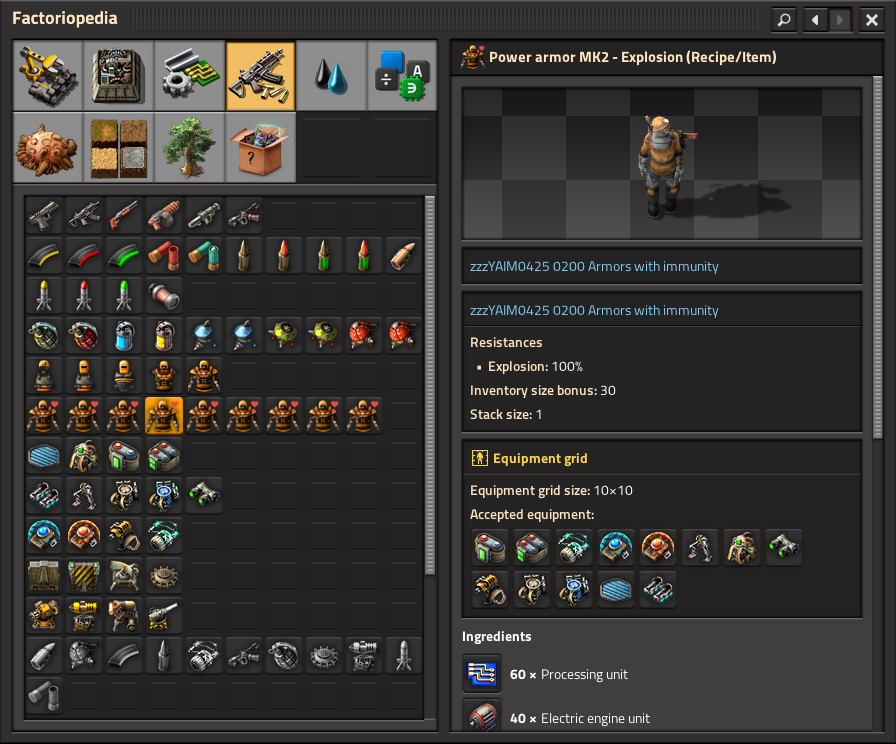 Factoriopedia
Power armor MK2 - Explosion (Recipe/Item)
zzzYAIM0425 0200 Armors with immunity
zzzYAIM0425 0200 Armors with immunity
Resistances
• Explosion: 100%
Inventory size bonus: 30
Stack size: 1
Equipment grid
Equipment grid size: 10×10
Accepted equipment:
Ingredients
60 × Processing unit
40 × Electric engine unit